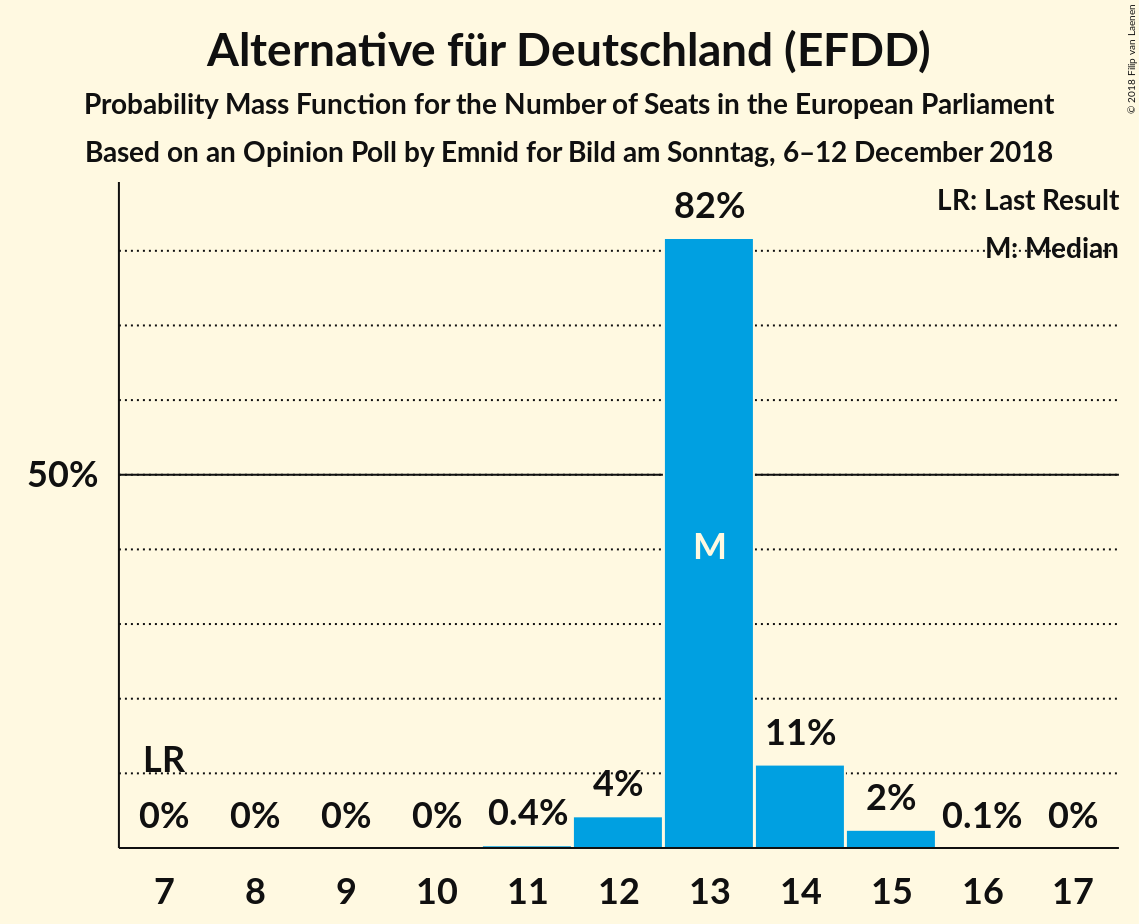 Alternative für Deutschland (EFDD)
Probability Mass Function for the Number of Seats in the European Parliament
Based on an Opinion Poll by Emnid for Bild am Sonntag, 6–12 December 2018
© 2018 Filip van Laenen
LR: Last Result
M: Median
82%
50%
M
11%
LR
4%
2%
0% 0% 0% 0% 0.4% 0.1% 0%
7 8 9 10 11 12 13 14 15 16 17